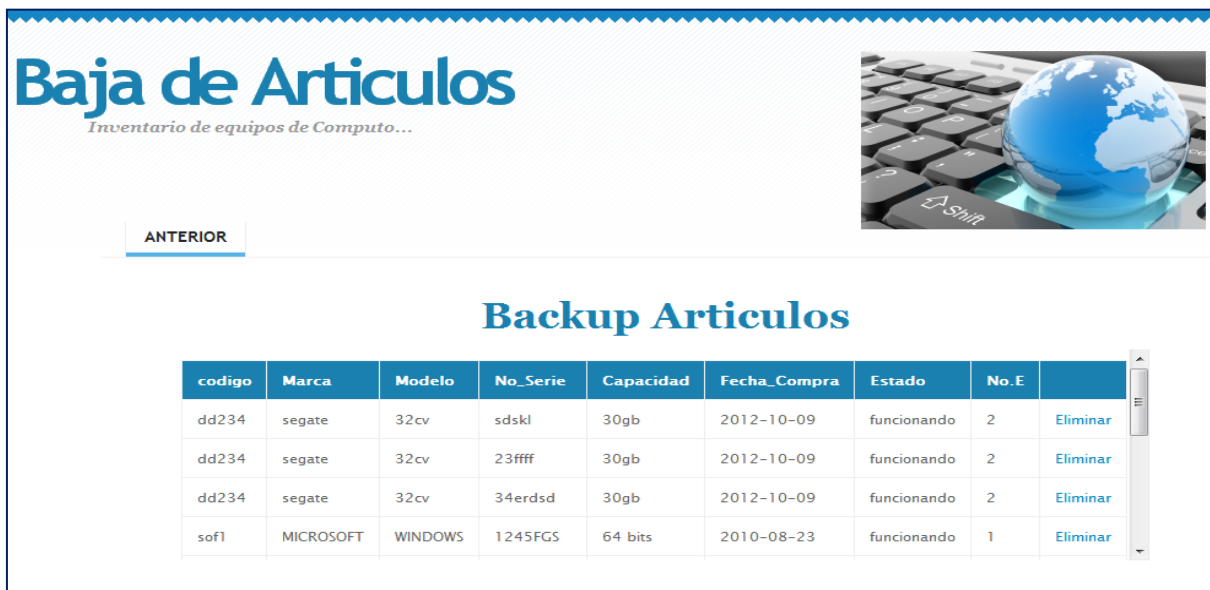 Baja de Articulos
Inventario de equipos de Computo...
Shift
ANTERIOR
Backup Articulos
codigo Marca Modelo No_Serie Capacidad Fecha_Compra Estado No.E
dd234 segate 32cv sdskl 30gb 2012-10-09 funcionando 2 Eliminar
dd234 segate 32cv 23ffff 30gb 2012-10-09 funcionando 2 Eliminar
dd234 segate 32cv 34erdsd 30gb 2012-10-09 funcionando 2 Eliminar
sof1 MICROSOFT WINDOWS 1245FGS 64 bits 2010-08-23 funcionando 1 Eliminar